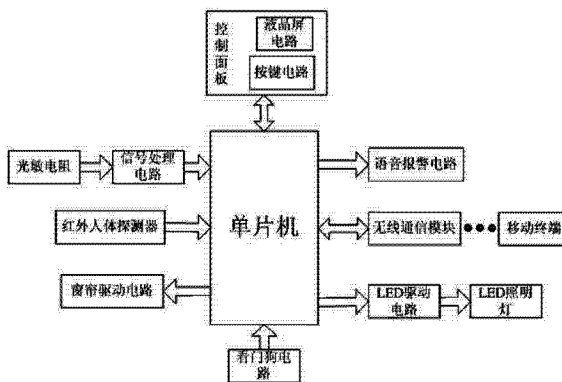 控制面板
液晶屏
电路
按键电路
光敏电阻
信号处理
电路
语音报警电路
红外人体探测器
单片机
无线通信模块
移动终端
窗帘驱动电路
LED驱动
电路
LED照明
灯
看门狗电
路